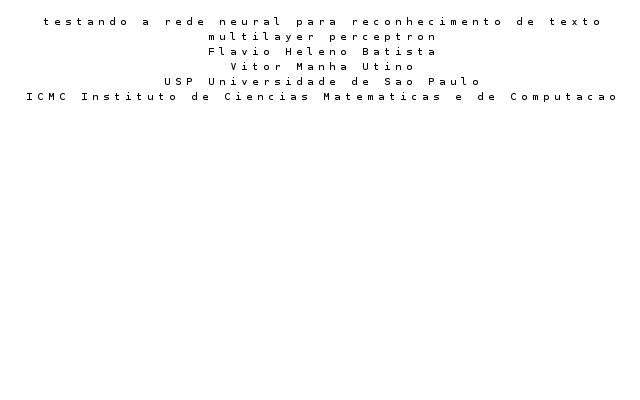 testando a rede neural para reconhecimento de texto
multilayer perceptron
Flavio Heleno Batista
Vitor Manha Utino
USP Universidade de Sao Paulo
ICMC Instituto de Ciencias Matematicas e de Computacao